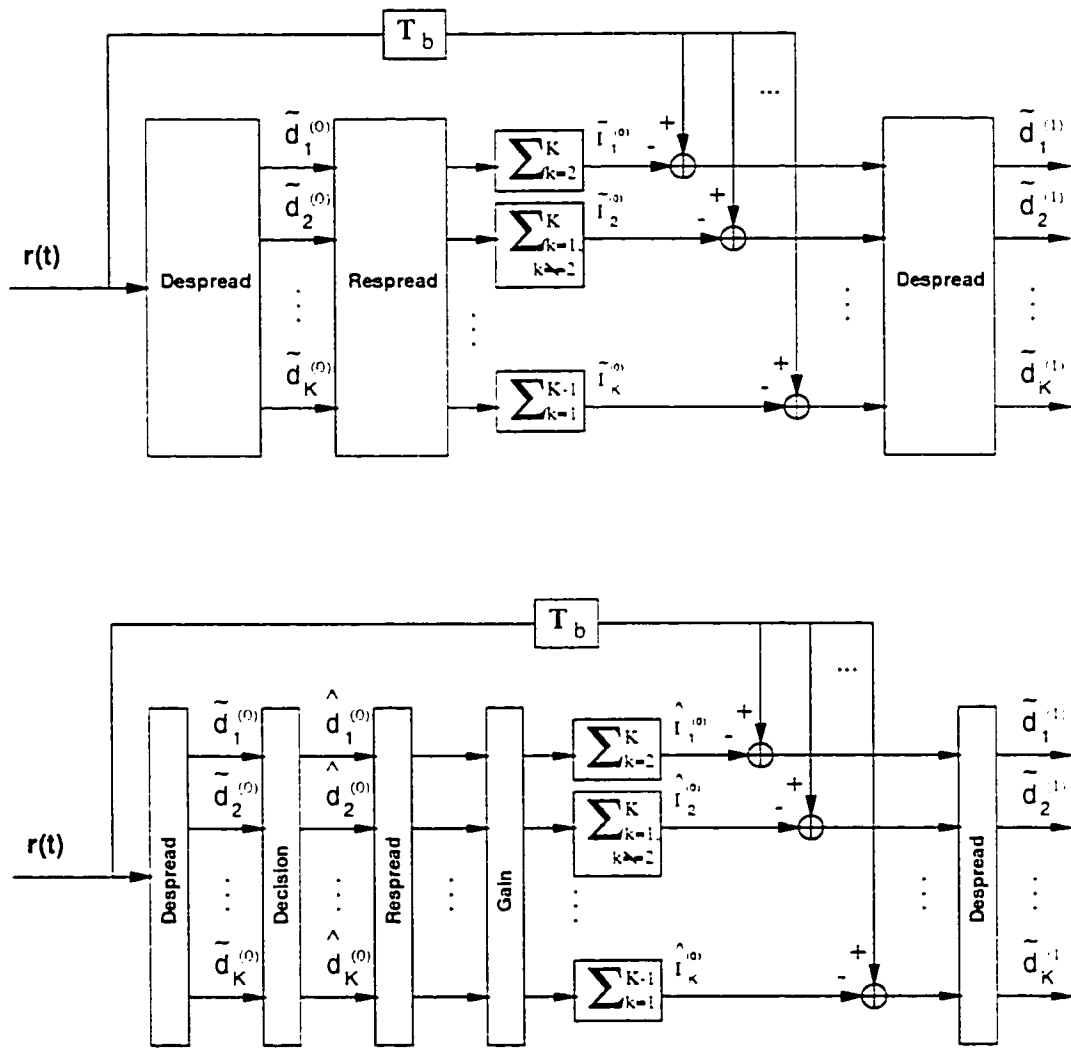 T_b
...
d̃_1^(0) Ĩ_1^(0) + - d̃_1^(1)
∑_{k=2}^{K}
d̃_2^(0) Ĩ_2^(0) + - d̃_2^(1)
∑_{k=1, k≠2}^{K}
r(t) Despread Respread Despread
d̃_K^(0) Ĩ_K^(0) + - d̃_K^(1)
∑_{k=1}^{K-1}
T_b
...
d̃_1^(0) d̂_1^(0) Î_1^(0) + - d̃_1^(1)
∑_{k=2}^{K}
d̃_2^(0) d̂_2^(0) Î_2^(0) + - d̃_2^(1)
∑_{k=1, k≠2}^{K}
r(t) Despread Decision Respread Gain Despread
d̃_K^(0) d̂_K^(0) Î_K^(0) + - d̃_K^(1)
∑_{k=1}^{K-1}